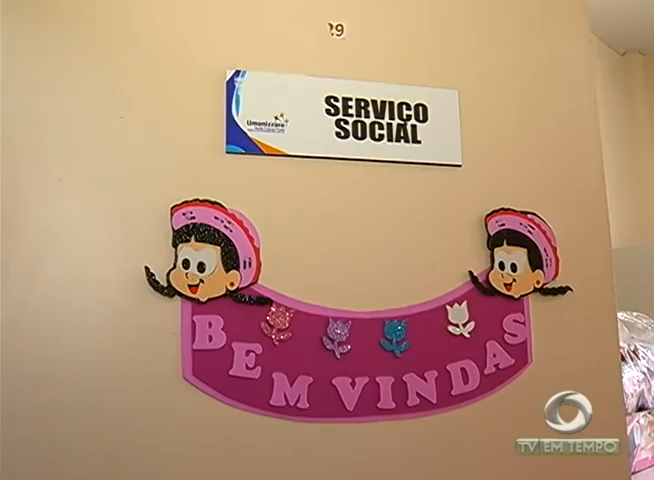 29
SERVIÇO
SOCIAL
Umanizzare
BEM VINDAS
TV EM TEMPO